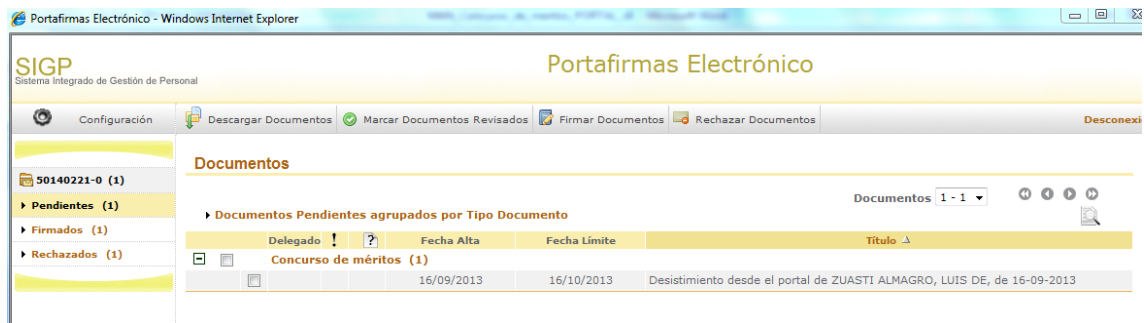 Portafirmas Electrónico - Windows Internet Explorer
SIGP
Sistema Integrado de Gestión de Personal
Portafirmas Electrónico
Configuración Descargar Documentos Marcar Documentos Revisados Firmar Documentos Rechazar Documentos Desconexi
Documentos
50140221-0 (1)
Pendientes (1)
Firmados (1)
Rechazados (1)
Documentos 1 - 1
Documentos Pendientes agrupados por Tipo Documento
Delegado ! ? Fecha Alta Fecha Límite Título
Concurso de méritos (1)
16/09/2013 16/10/2013 Desistimiento desde el portal de ZUASTI ALMAGRO, LUIS DE, de 16-09-2013